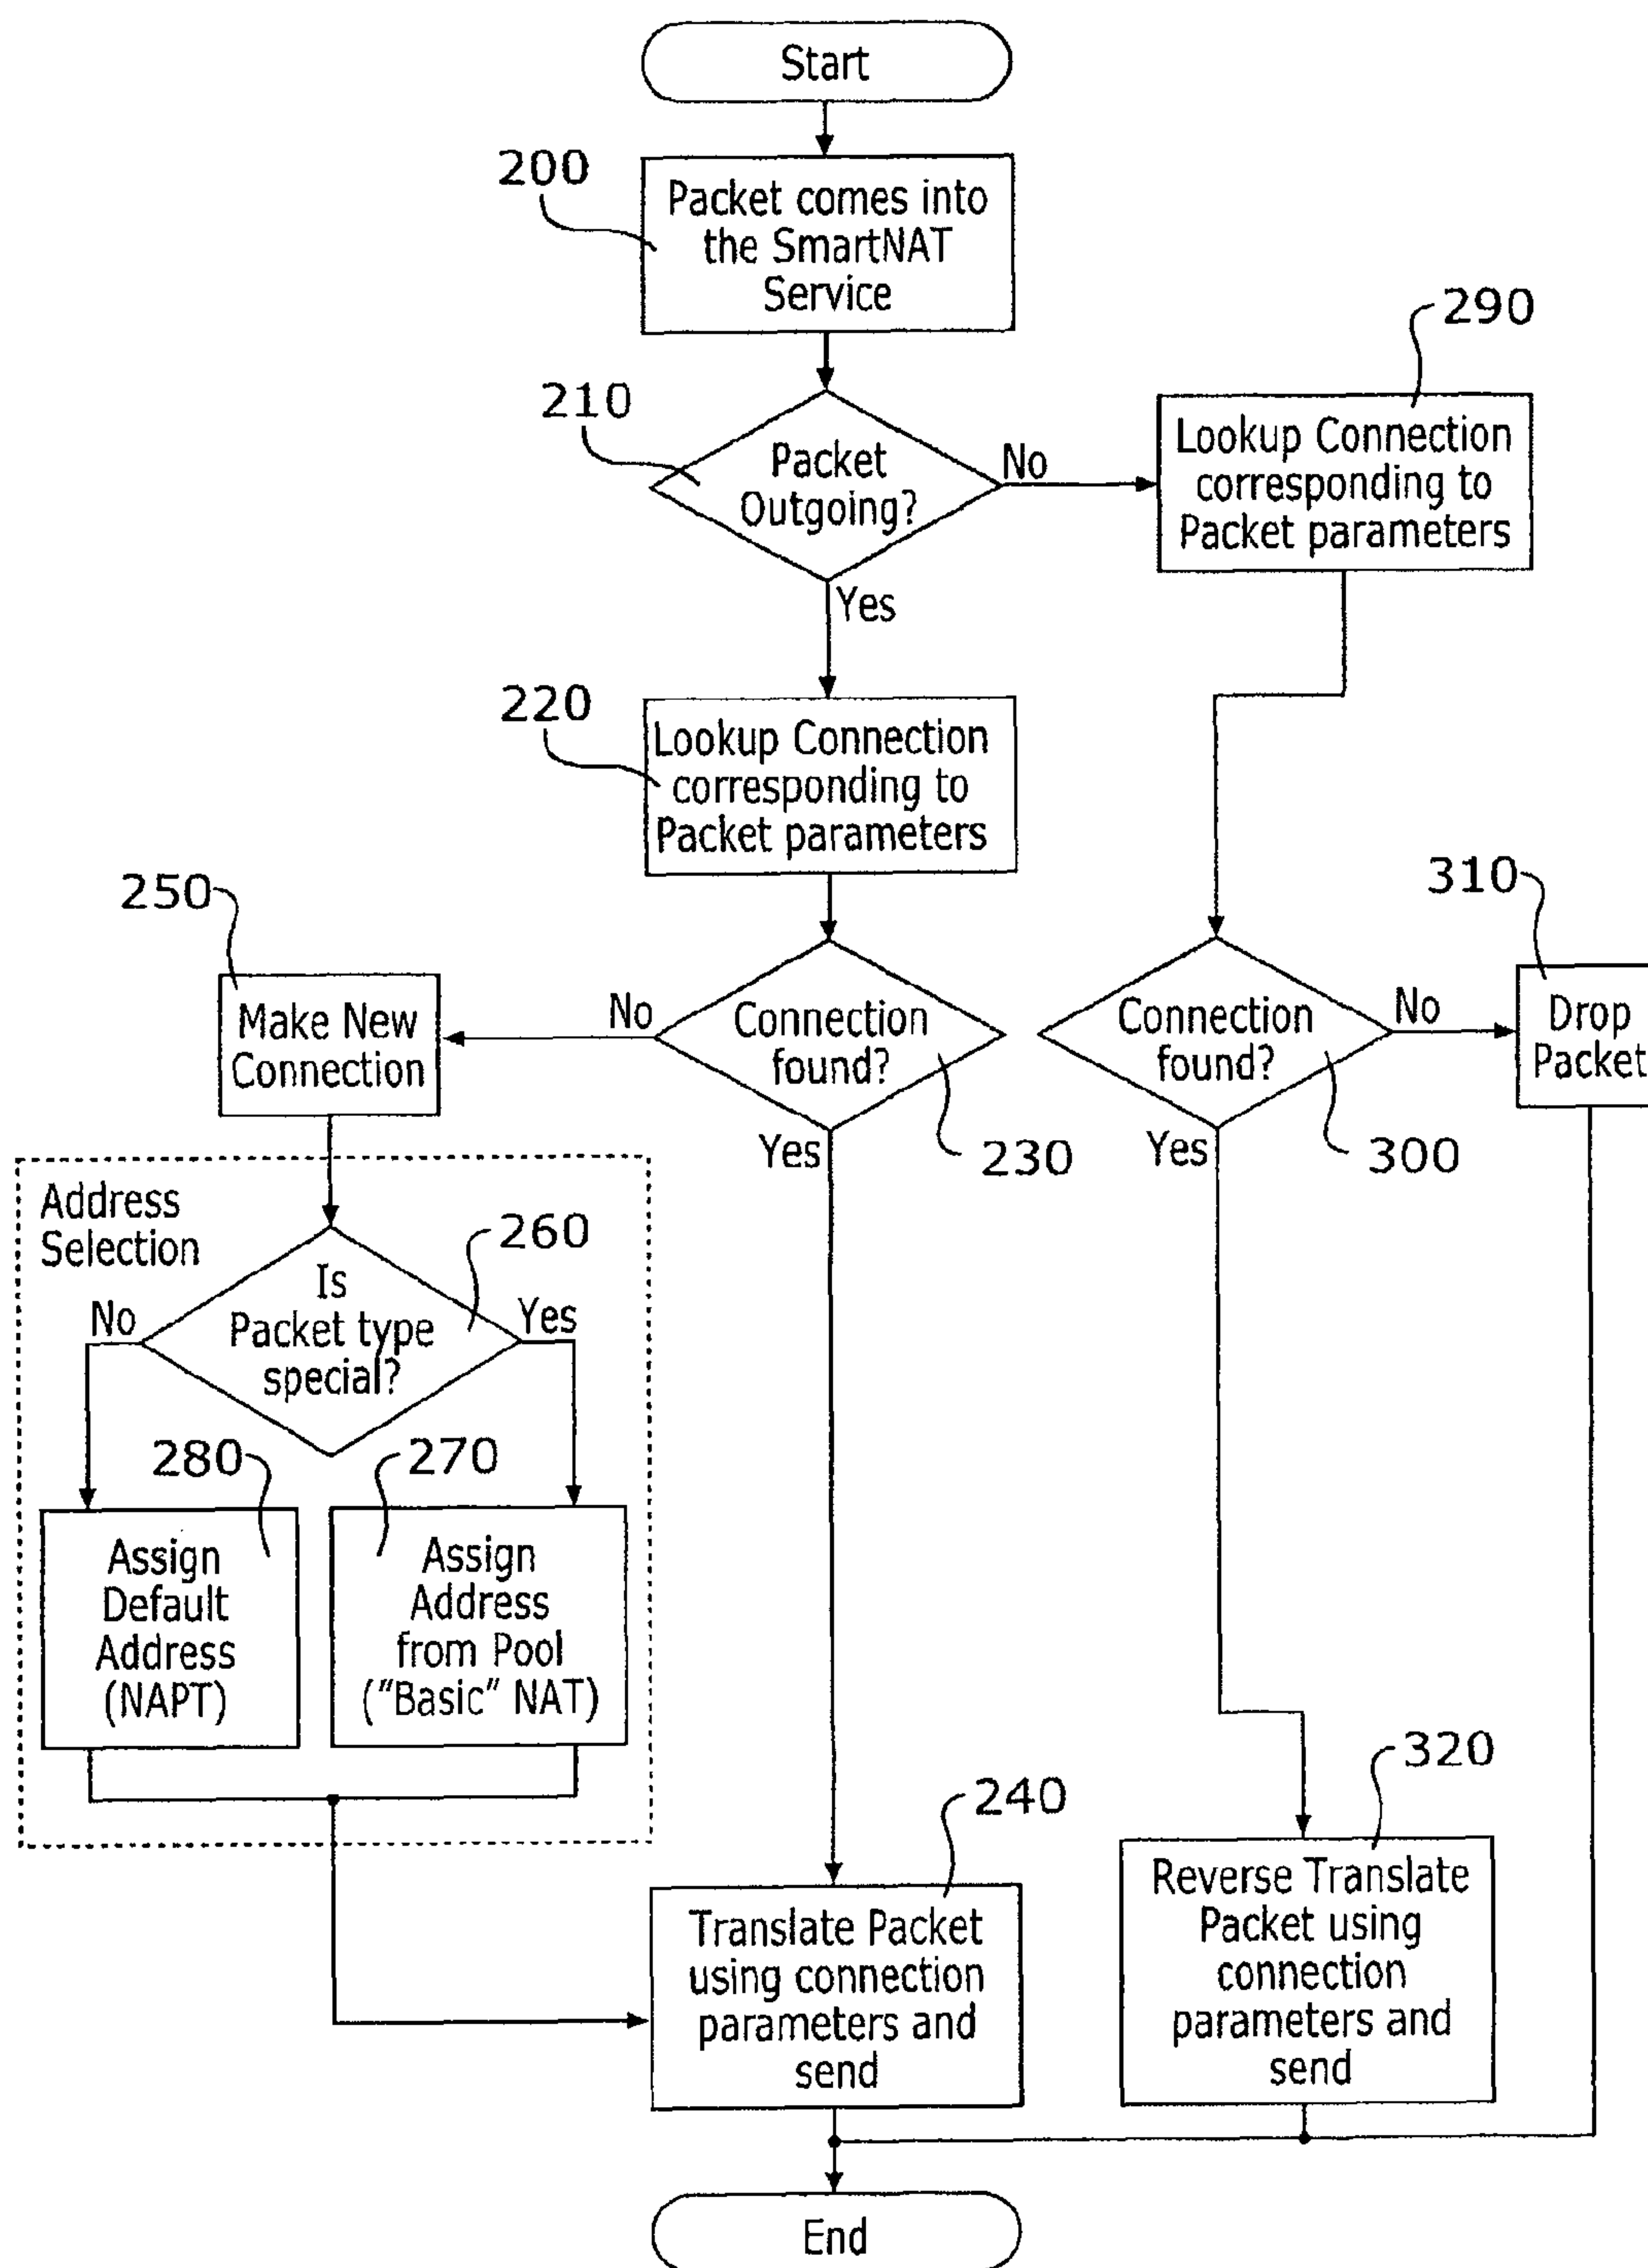 Start
200
Packet comes into
the SmartNAT
Service
290
210
Packet
Outgoing?
No
Lookup Connection
corresponding to
Packet parameters
Yes
220
Lookup Connection
corresponding to
Packet parameters
250
310
Make New
Connection
No
Connection
found?
Connection
found?
No
Drop
Packet
Yes
230
Yes
300
Address
Selection
260
Is
Packet type
special?
No
Yes
280
270
Assign
Default
Address
(NAPT)
Assign
Address
from Pool
("Basic" NAT)
240
320
Translate Packet
using connection
parameters and
send
Reverse Translate
Packet using
connection
parameters and
send
End